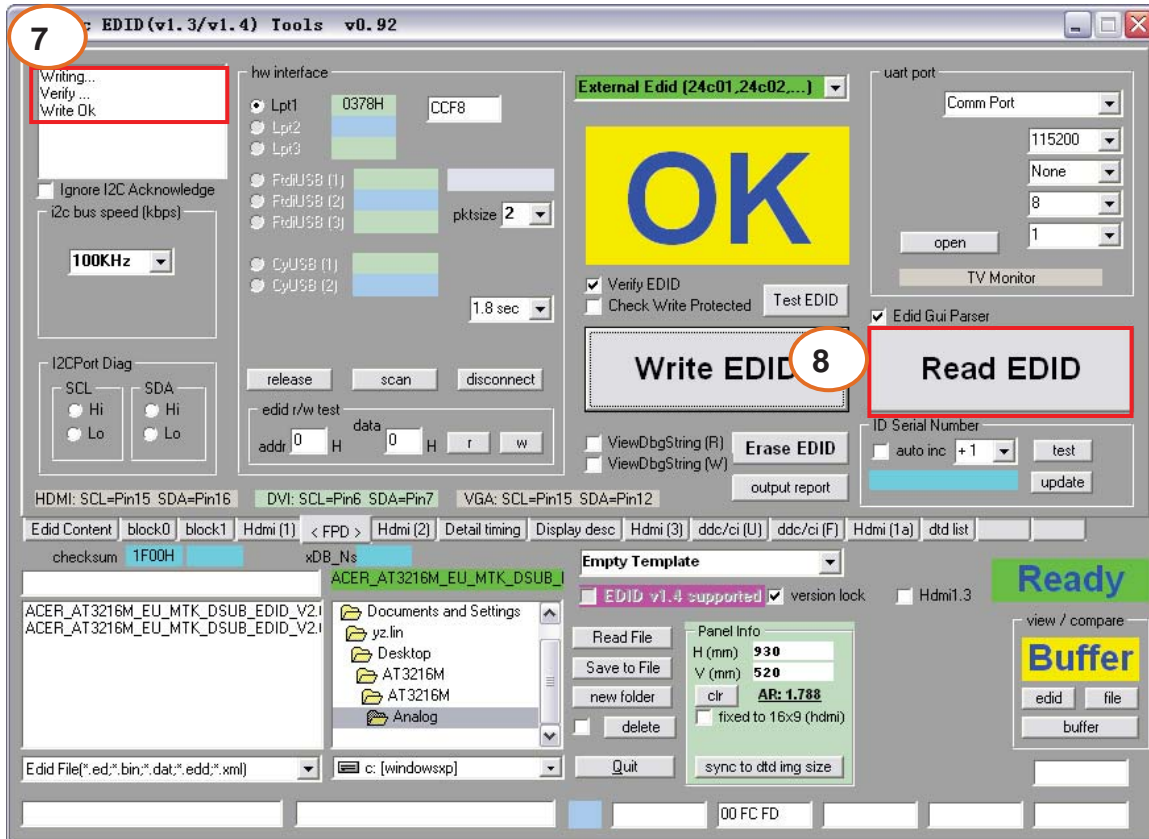 7
c EDID(v1.3/v1.4) Tools v0.92
Writing...
Verify ...
Write Ok
Ignore I2C Acknowledge
i2c bus speed (kbps)
100KHz
I2CPort Diag
SCL
SDA
Hi
Hi
Lo
Lo
hw interface
Lpt1
0378H
CCF8
Lpt2
Lpt3
FtdiUSB (1)
FtdiUSB (2)
FtdiUSB (3)
pktsize 2
CyUSB (1)
CyUSB (2)
1.8 sec
release
scan
disconnect
edid r/w test
addr 0 H
data 0 H
r
w
External Edid (24c01,24c02,...)
OK
Verify EDID
Check Write Protected
Test EDID
Write EDID
8
ViewDbgString (R)
ViewDbgString (W)
Erase EDID
output report
uart port
Comm Port
115200
None
8
1
open
TV Monitor
Edid Gui Parser
Read EDID
ID Serial Number
auto inc
+1
test
update
HDMI: SCL=Pin15 SDA=Pin16
DVI: SCL=Pin6 SDA=Pin7
VGA: SCL=Pin15 SDA=Pin12
Edid Content
block0
block1
Hdmi (1)
< FPD >
Hdmi (2)
Detail timing
Display desc
Hdmi (3)
ddc/ci (U)
ddc/ci (F)
Hdmi (1a)
dtd list
checksum
1F00H
xDB_Ns
ACER_AT3216M_EU_MTK_DSUB_
ACER_AT3216M_EU_MTK_DSUB_EDID_V2.
ACER_AT3216M_EU_MTK_DSUB_EDID_V2.
Documents and Settings
yz.lin
Desktop
AT3216M
AT3216M
Analog
Edid File(*.ed;*.bin;*.dat;*.edd;*.xml)
c: [windowsxp]
Empty Template
EDID v1.4 supported
version lock
Hdmi1.3
Read File
Save to File
new folder
delete
Quit
Panel Info
H (mm) 930
V (mm) 520
clr
AR: 1.788
fixed to 16x9 (hdmi)
sync to dtd img size
Ready
view / compare
Buffer
edid
file
buffer
00 FC FD